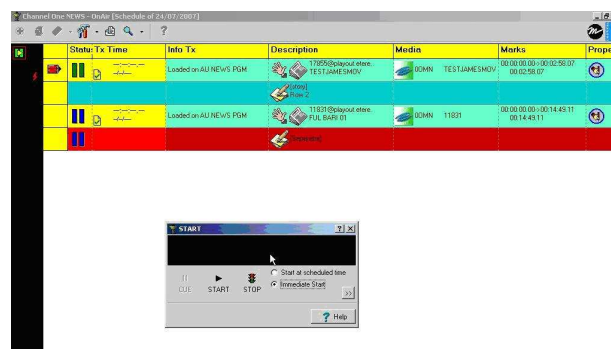 Channel One NEWS - OnAir [Schedule of 24/07/2007]
Status Tx Time Info Tx Description Media Marks Prope
Loaded on AU NEWS PGM 17855@playout etere. TESTJAMESMOV 00MN TESTJAMESMOV 00:00:00.00>00:02:58.07
00:02:58.07
[story]
Row 2
Loaded on AU NEWS PGM 11831@playout etere. FUL BARI 01 00MN 11831 00:00:00.00>00:14:49.11
00:14:49.11
START
Start at scheduled time
Immediate Start
CUE START STOP >>
? Help